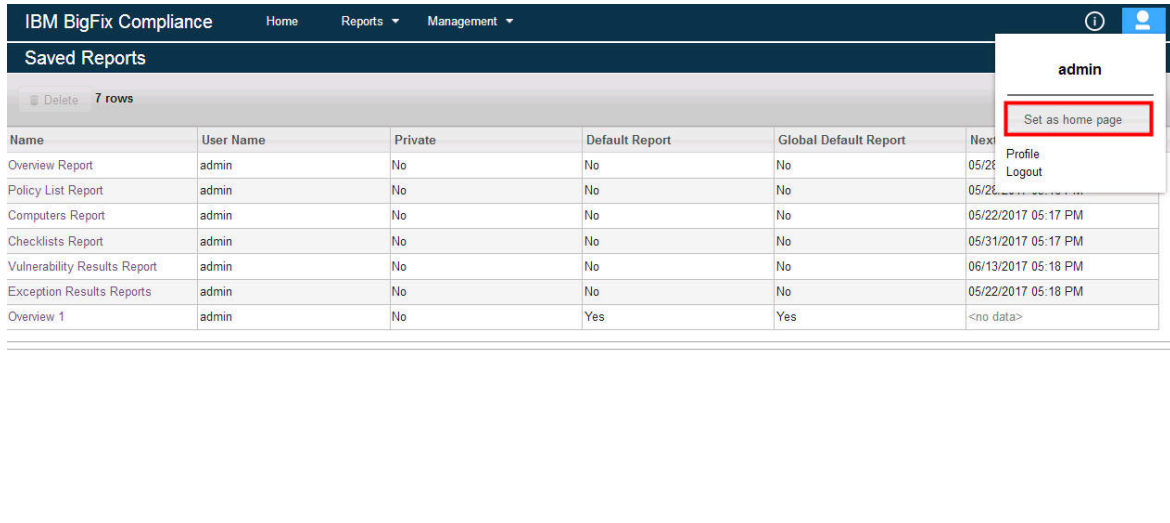 IBM BigFix Compliance Home Reports Management
Saved Reports
admin
Set as home page
Profile
Logout
Delete 7 rows
Name User Name Private Default Report Global Default Report
Overview Report admin No No No
Policy List Report admin No No No
Computers Report admin No No No 05/22/2017 05:17 PM
Checklists Report admin No No No 05/31/2017 05:17 PM
Vulnerability Results Report admin No No No 06/13/2017 05:18 PM
Exception Results Reports admin No No No 05/22/2017 05:18 PM
Overview 1 admin No Yes Yes <no data>